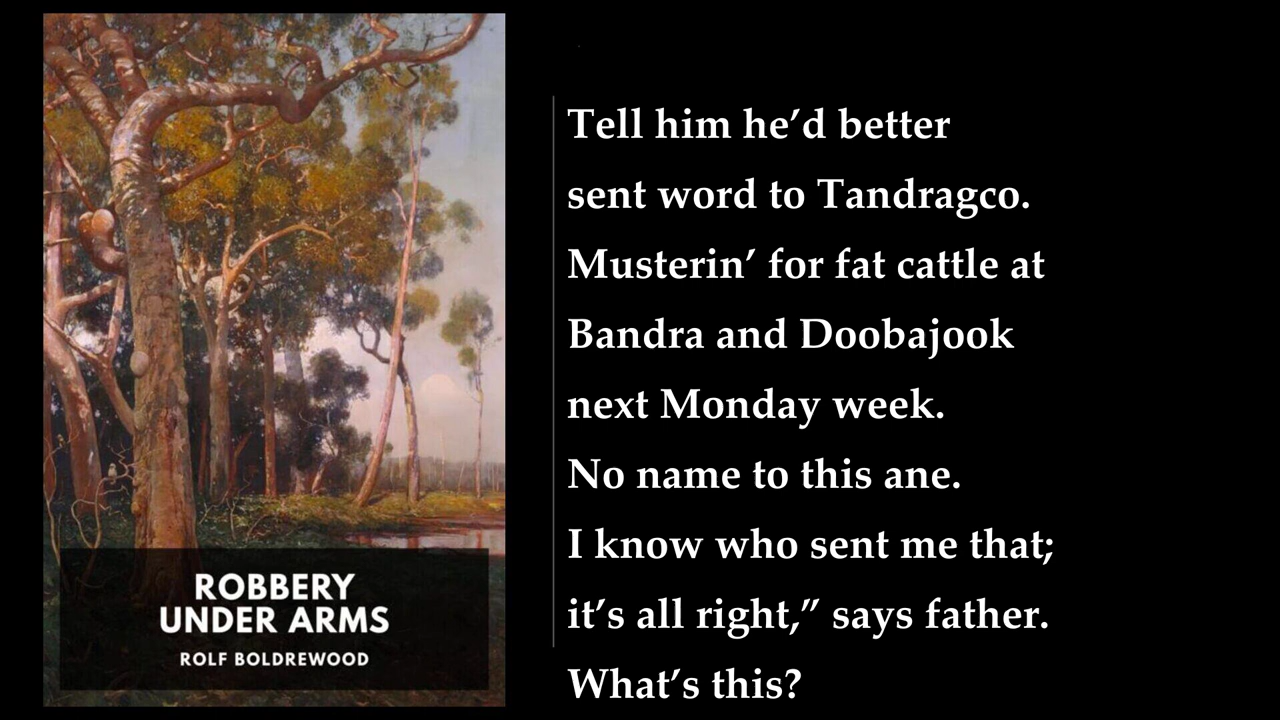 ROBBERY
UNDER ARMS
ROLF BOLDREWOOD
Tell him he’d better
sent word to Tandragco.
Musterin’ for fat cattle at
Bandra and Doobajook
next Monday week.
No name to this ane.
I know who sent me that;
it’s all right,” says father.
What’s this?